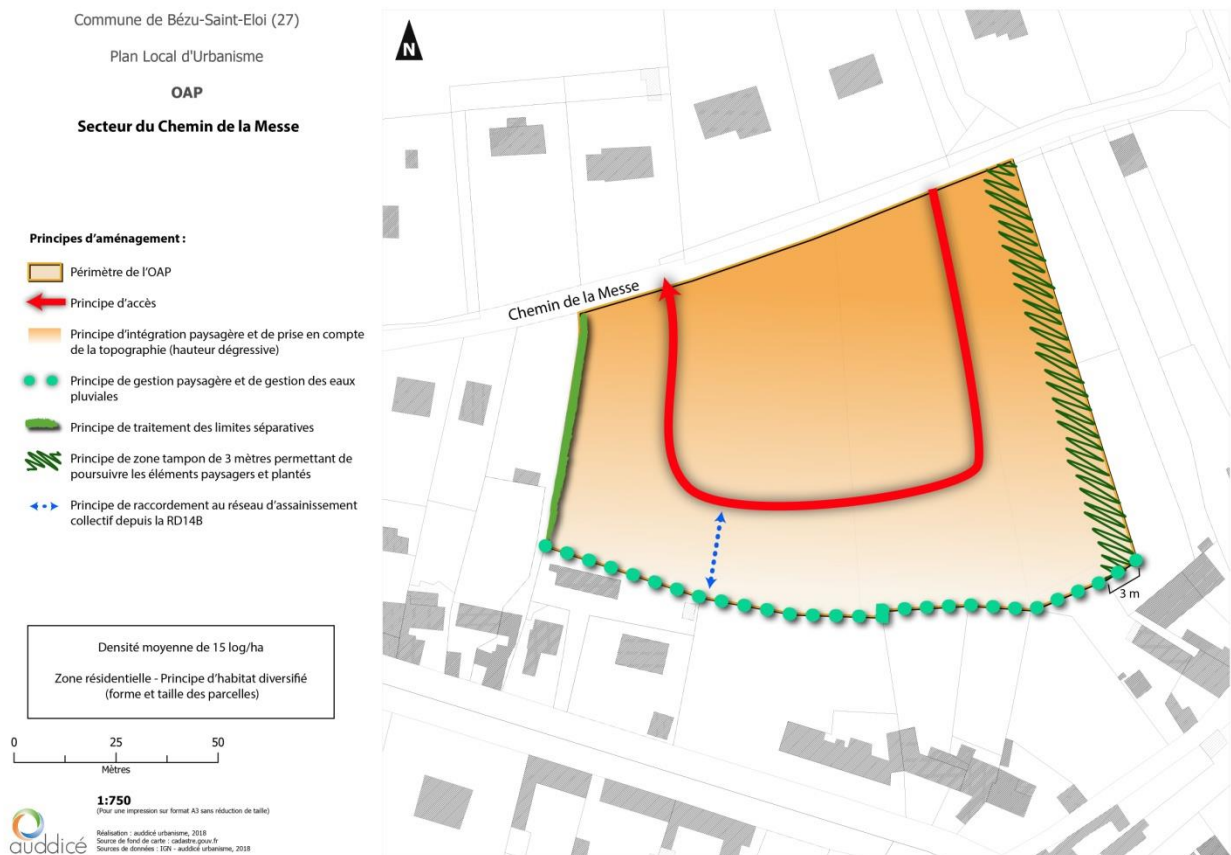 Commune de Bézu-Saint-Eloi (27)
Plan Local d'Urbanisme
OAP
Secteur du Chemin de la Messe
Principes d'aménagement :
Périmètre de l'OAP
Principe d'accès
Principe d'intégration paysagère et de prise en compte
de la topographie (hauteur dégressive)
Principe de gestion paysagère et de gestion des eaux
pluviales
Principe de traitement des limites séparatives
Principe de zone tampon de 3 mètres permettant de
poursuivre les éléments paysagers et plantés
Principe de raccordement au réseau d'assainissement
collectif depuis la RD14B
Densité moyenne de 15 log/ha
Zone résidentielle - Principe d'habitat diversifié
(forme et taille des parcelles)
0 25 50
Mètres
1:750
(Pour une impression sur format A3 sans réduction de taille)
auddicé
Réalisation : auddicé urbanisme, 2018
Source de fond de carte : cadastre.gouv.fr
Sources de données : IGN - auddicé urbanisme, 2018
N
Chemin de la Messe
3 m